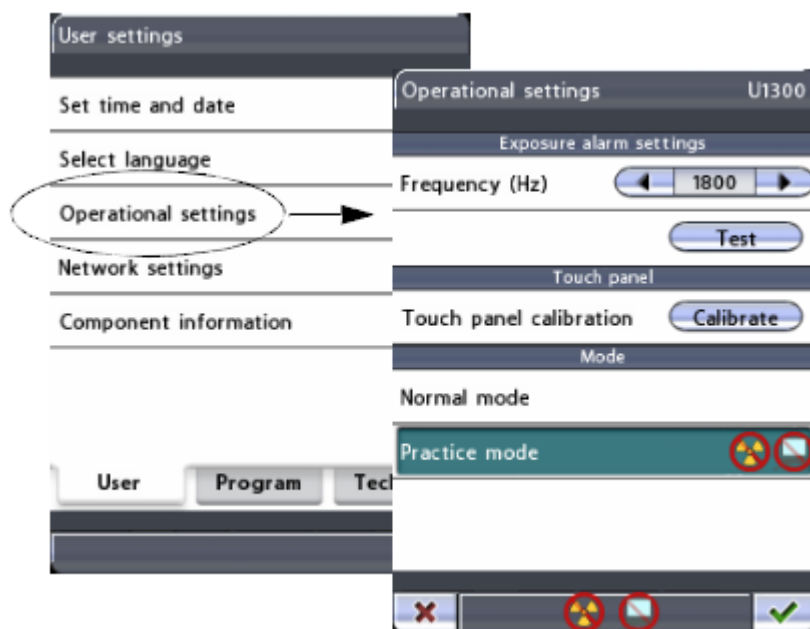 User settings
Set time and date
Select language
Operational settings
Network settings
Component information
User Program
Operational settings U1300
Exposure alarm settings
Frequency (Hz) 1800
Test
Touch panel
Touch panel calibration Calibrate
Mode
Normal mode
Practice mode